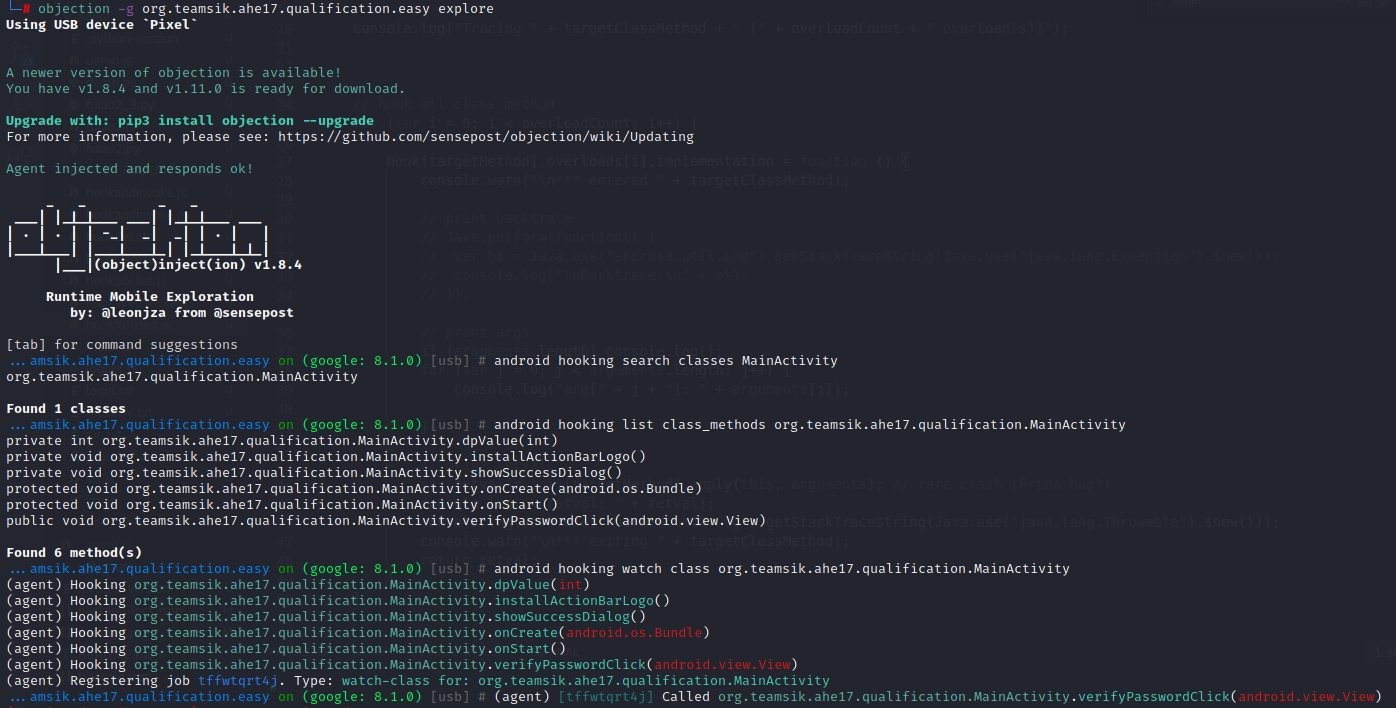 └─# objection -g org.teamsik.ahe17.qualification.easy explore
Using USB device `Pixel`
A newer version of objection is available!
You have v1.8.4 and v1.11.0 is ready for download.
Upgrade with: pip3 install objection --upgrade
For more information, please see: https://github.com/sensepost/objection/wiki/Updating
Agent injected and responds ok!
|___|(object)inject(ion) v1.8.4
Runtime Mobile Exploration
by: @leonjza from @sensepost
[tab] for command suggestions
...amsik.ahe17.qualification.easy on (google: 8.1.0) [usb] # android hooking search classes MainActivity
org.teamsik.ahe17.qualification.MainActivity
Found 1 classes
...amsik.ahe17.qualification.easy on (google: 8.1.0) [usb] # android hooking list class_methods org.teamsik.ahe17.qualification.MainActivity
private int org.teamsik.ahe17.qualification.MainActivity.dpValue(int)
private void org.teamsik.ahe17.qualification.MainActivity.installActionBarLogo()
private void org.teamsik.ahe17.qualification.MainActivity.showSuccessDialog()
protected void org.teamsik.ahe17.qualification.MainActivity.onCreate(android.os.Bundle)
protected void org.teamsik.ahe17.qualification.MainActivity.onStart()
public void org.teamsik.ahe17.qualification.MainActivity.verifyPasswordClick(android.view.View)
Found 6 method(s)
...amsik.ahe17.qualification.easy on (google: 8.1.0) [usb] # android hooking watch class org.teamsik.ahe17.qualification.MainActivity
(agent) Hooking org.teamsik.ahe17.qualification.MainActivity.dpValue(int)
(agent) Hooking org.teamsik.ahe17.qualification.MainActivity.installActionBarLogo()
(agent) Hooking org.teamsik.ahe17.qualification.MainActivity.showSuccessDialog()
(agent) Hooking org.teamsik.ahe17.qualification.MainActivity.onCreate(android.os.Bundle)
(agent) Hooking org.teamsik.ahe17.qualification.MainActivity.onStart()
(agent) Hooking org.teamsik.ahe17.qualification.MainActivity.verifyPasswordClick(android.view.View)
(agent) Registering job tffwtqrt4j. Type: watch-class for: org.teamsik.ahe17.qualification.MainActivity
...amsik.ahe17.qualification.easy on (google: 8.1.0) [usb] # (agent) [tffwtqrt4j] Called org.teamsik.ahe17.qualification.MainActivity.verifyPasswordClick(android.view.View)